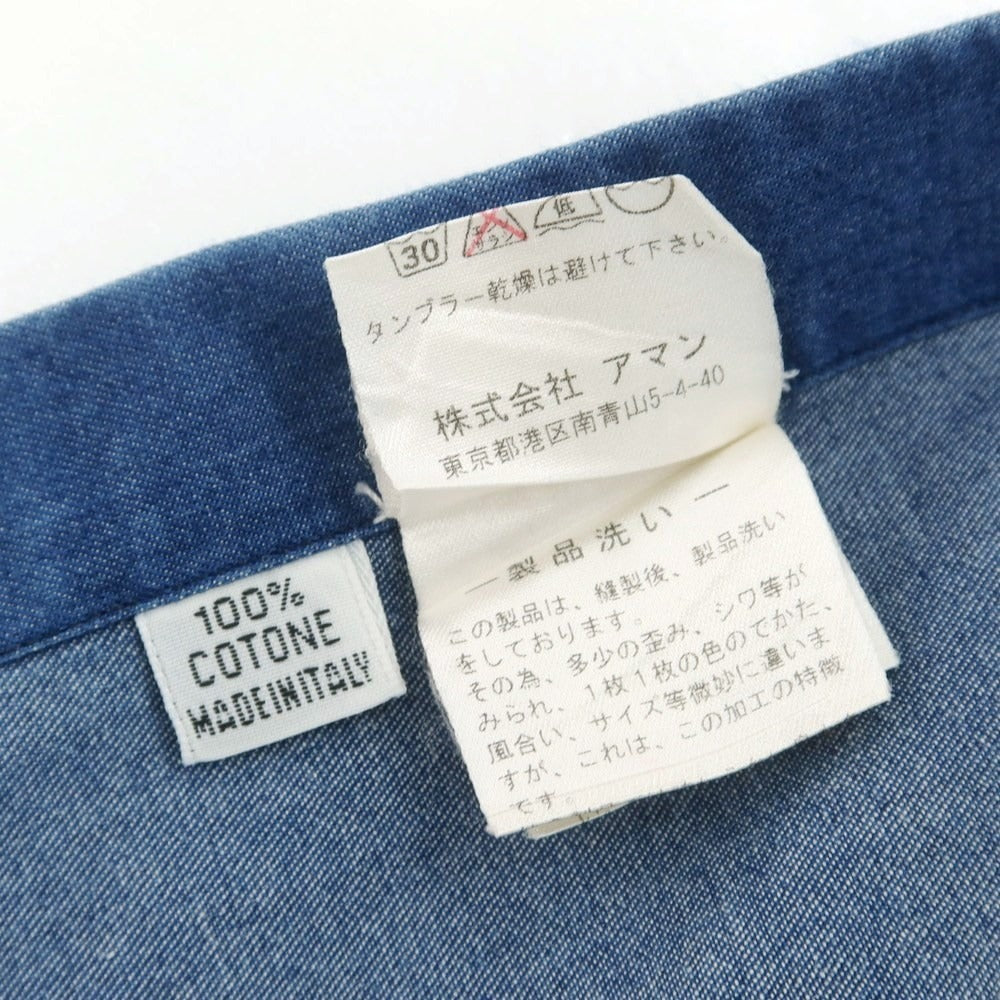 100%
COTONE
MADE IN ITALY
30
低
タンブラー乾燥は避けて下さい。
株式会社 アマン
東京都港区南青山5-4-40
— 製品洗い —
この製品は、縫製後、製品洗い
をしております。
その為、多少の歪み、シワ等が
みられ、1枚1枚の色のでかた、
風合い、サイズ等微妙に違いま
すが、これは、この加工の特徴
です。